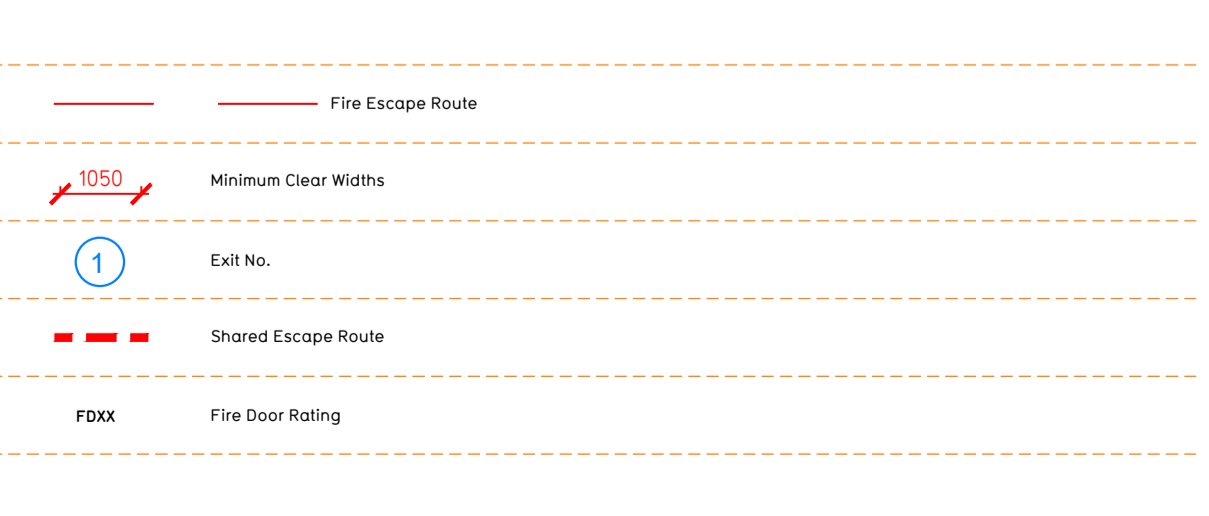 Fire Escape Route
1050 Minimum Clear Widths
1 Exit No.
Shared Escape Route
FDXX Fire Door Rating